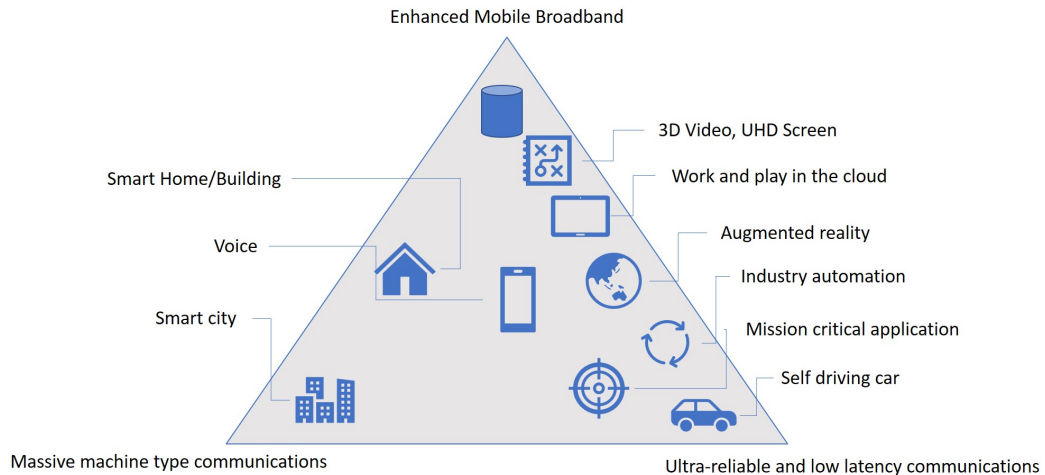 Enhanced Mobile Broadband
3D Video, UHD Screen
Work and play in the cloud
Smart Home/Building
Augmented reality
Voice
Industry automation
Smart city
Mission critical application
Self driving car
Massive machine type communications
Ultra-reliable and low latency communications